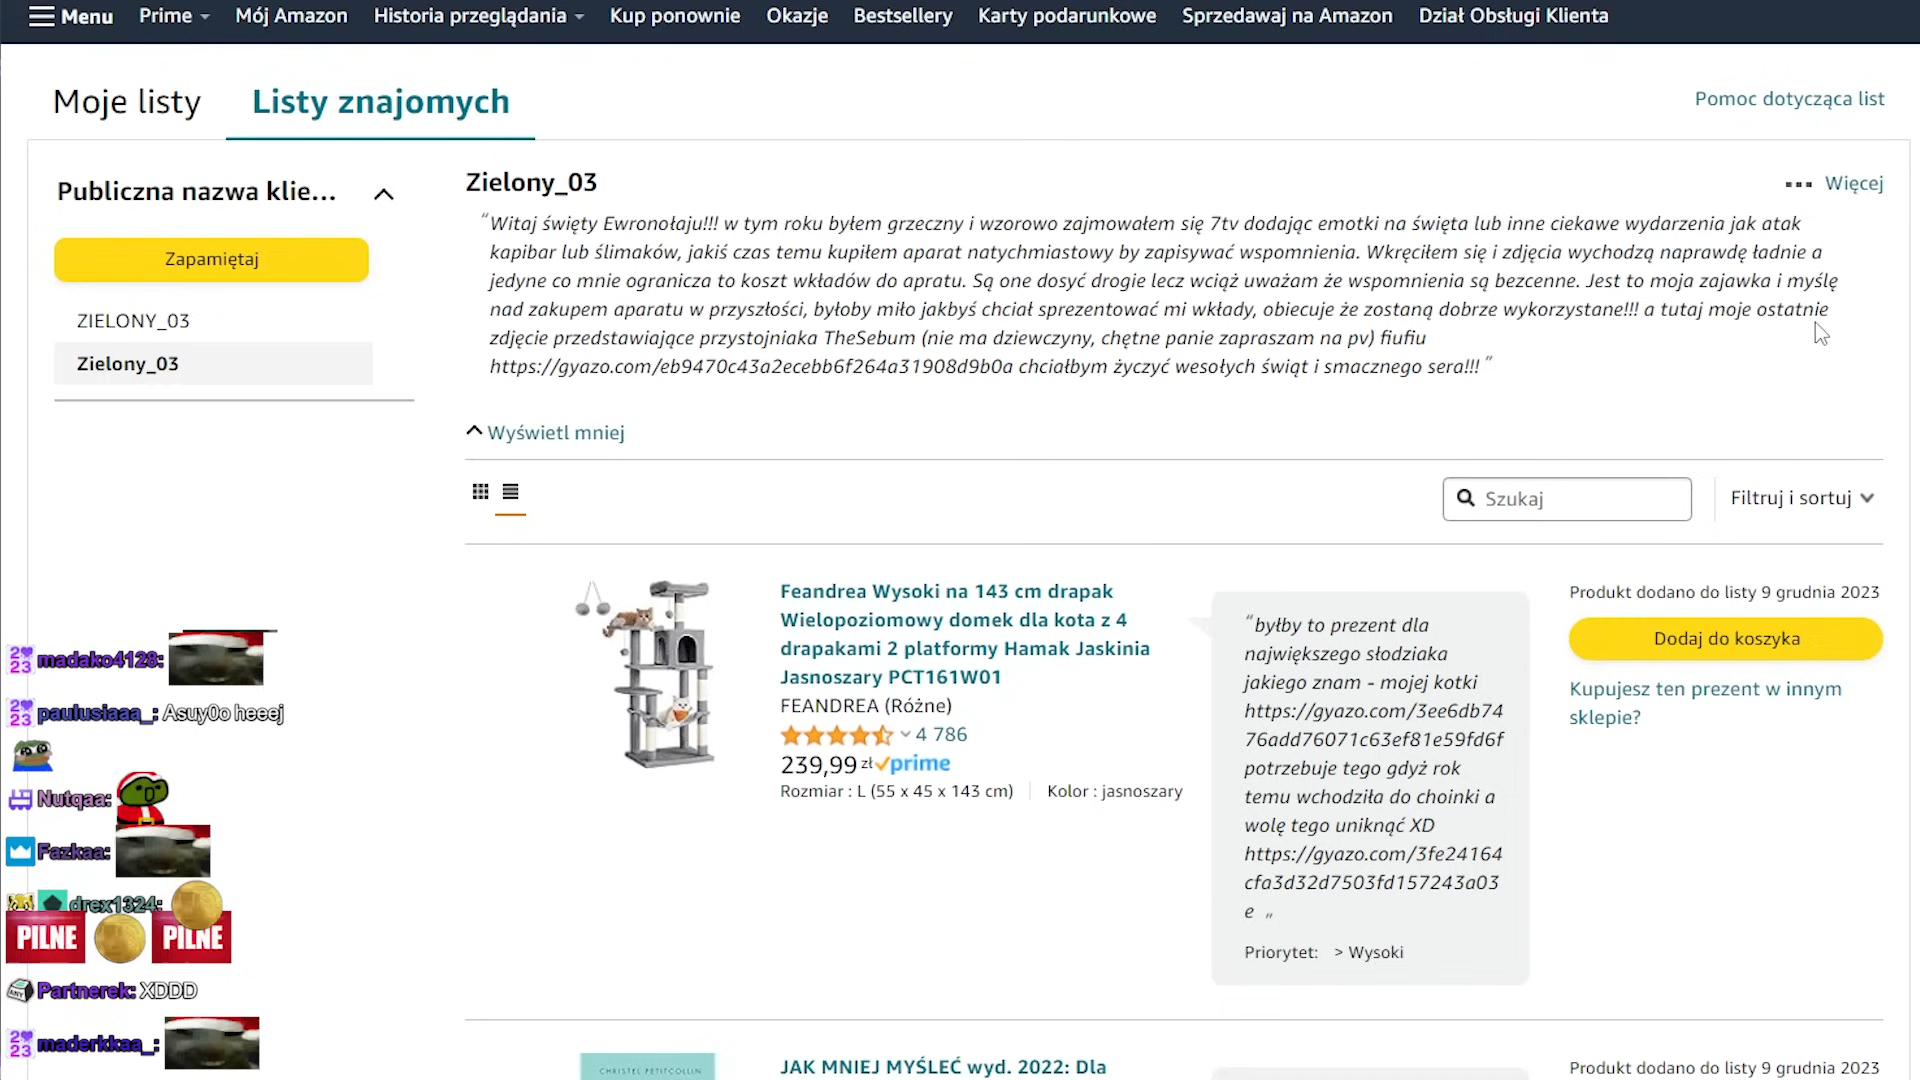 Menu Prime Mój Amazon Historia przeglądania Kup ponownie Okazje Bestsellery Karty podarunkowe Sprzedawaj na Amazon Dział Obsługi Klienta
Moje listy Listy znajomych Pomoc dotycząca list
Publiczna nazwa klie...
Zapamiętaj
ZIELONY_03
Zielony_03
Zielony_03
Więcej
“Witaj święty Ewronołaju!!! w tym roku byłem grzeczny i wzorowo zajmowałem się 7tv dodając emotki na święta lub inne ciekawe wydarzenia jak atak
kapibar lub ślimaków, jakiś czas temu kupiłem aparat natychmiastowy by zapisywać wspomnienia. Wkręciłem się i zdjęcia wychodzą naprawdę ładnie a
jedyne co mnie ogranicza to koszt wkładów do apratu. Są one dosyć drogie lecz wciąż uważam że wspomnienia są bezcenne. Jest to moja zajawka i myślę
nad zakupem aparatu w przyszłości, byłoby miło jakbyś chciał sprezentować mi wkłady, obiecuje że zostaną dobrze wykorzystane!!! a tutaj moje ostatnie
zdjęcie przedstawiające przystojniaka TheSebum (nie ma dziewczyny, chętne panie zapraszam na pv) fiufiu
https://gyazo.com/eb9470c43a2ecebb6f264a31908d9b0a chciałbym życzyć wesołych świąt i smacznego sera!!! ”
Wyświetl mniej
Szukaj
Filtruj i sortuj
Feandrea Wysoki na 143 cm drapak
Wielopoziomowy domek dla kota z 4
drapakami 2 platformy Hamak Jaskinia
Jasnoszary PCT161W01
FEANDREA (Różne)
4 786
239,99 zł prime
Rozmiar : L (55 x 45 x 143 cm) Kolor : jasnoszary
“byłby to prezent dla
największego słodziaka
jakiego znam - mojej kotki
https://gyazo.com/3ee6db74
76add76071c63ef81e59fd6f
potrzebuje tego gdyż rok
temu wchodziła do choinki a
wolę tego uniknąć XD
https://gyazo.com/3fe24164
cfa3d32d7503fd157243a03
e „
Priorytet: > Wysoki
Produkt dodano do listy 9 grudnia 2023
Dodaj do koszyka
Kupujesz ten prezent w innym
sklepie?
madako4128:
paulusiaaa_: Asuy0o heeej
Nutqaa:
Fazkaa:
drex1324:
PILNE PILNE
Partnerek: XDDD
maderkkaa_:
CHRISTEL PETITCOLLIN
JAK MNIEJ MYŚLEĆ wyd. 2022: Dla
Produkt dodano do listy 9 grudnia 2023